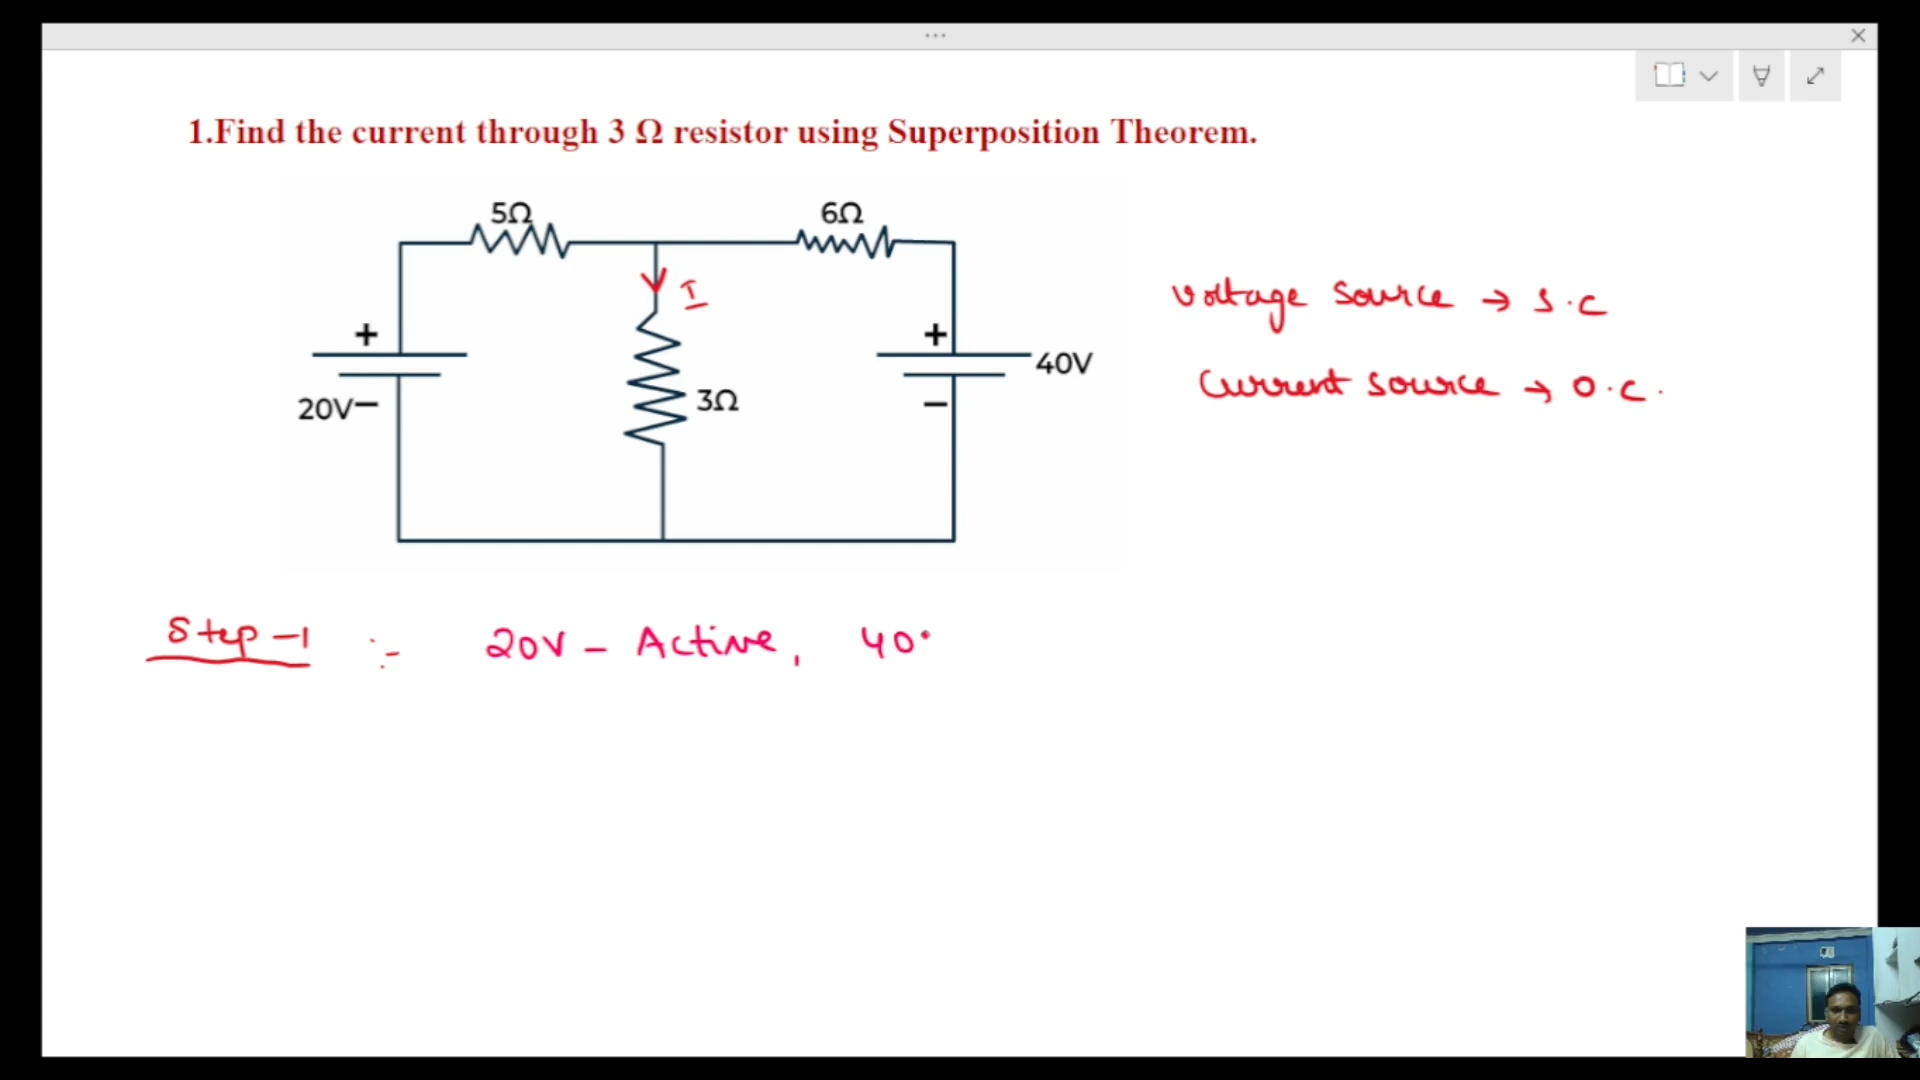 1.Find the current through 3 Ω resistor using Superposition Theorem.
5Ω 6Ω
I
voltage source → S.C
+ +
40V
current source → O.C.
20V− 3Ω −
Step-1 :- 20V - Active, 40